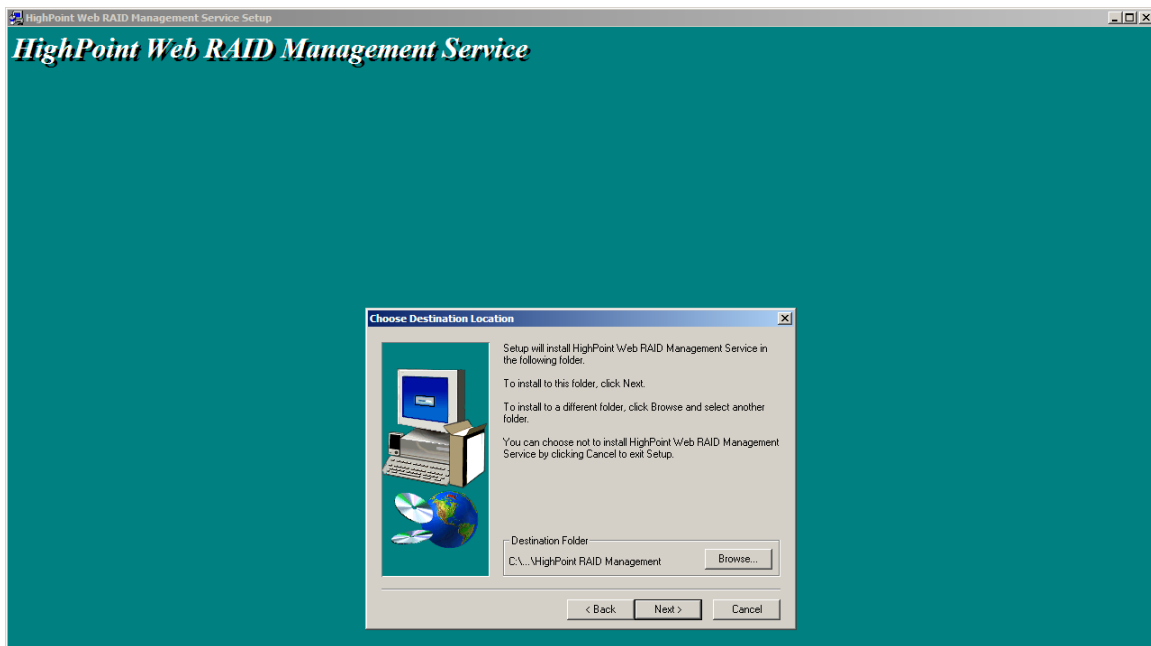 HighPoint Web RAID Management Service Setup
HighPoint Web RAID Management Service
Choose Destination Location
Setup will install HighPoint Web RAID Management Service in
the following folder.
To install to this folder, click Next.
To install to a different folder, click Browse and select another
folder.
You can choose not to install HighPoint Web RAID Management
Service by clicking Cancel to exit Setup.
Destination Folder
C:\...\HighPoint RAID Management
Browse...
< Back
Next >
Cancel